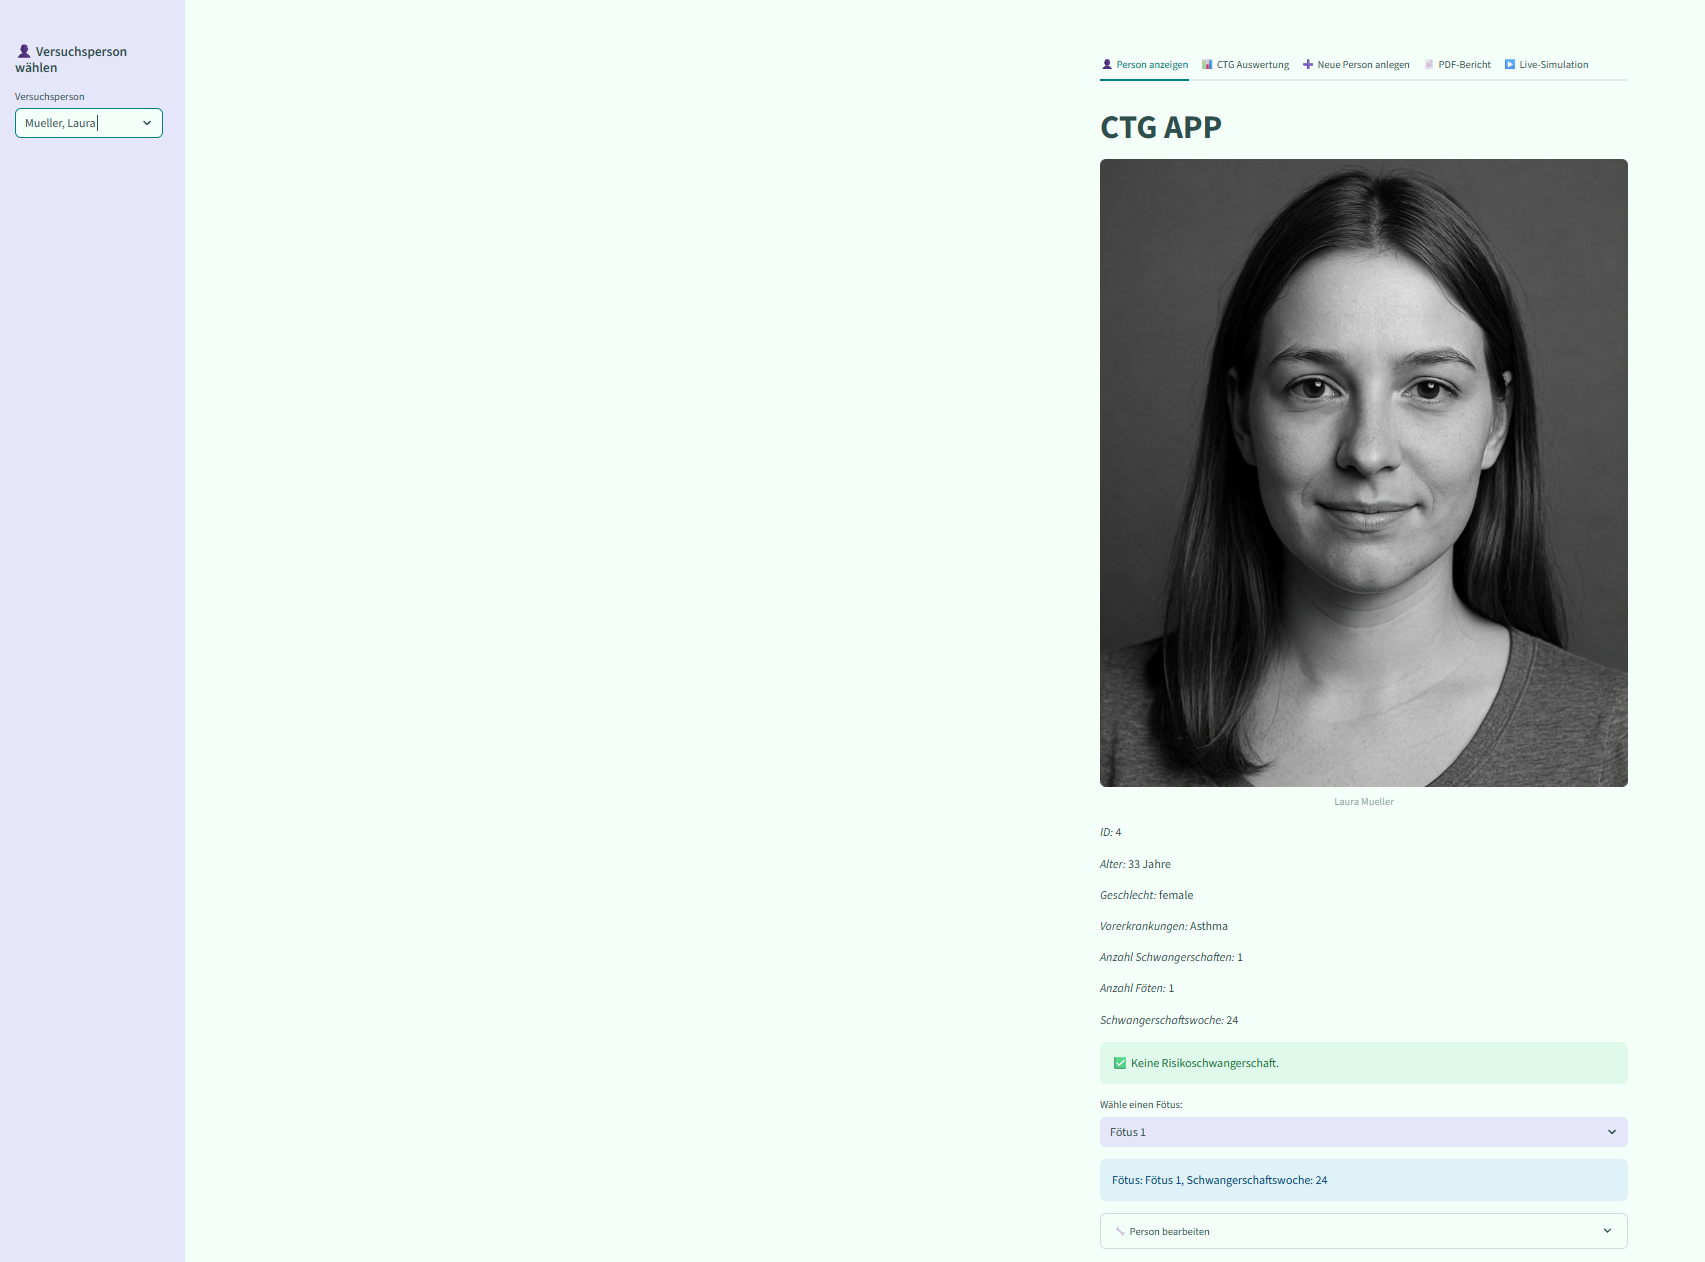 Versuchsperson
wählen
Versuchsperson
Mueller, Laura
Person anzeigen CTG Auswertung Neue Person anlegen PDF-Bericht Live-Simulation
CTG APP
Laura Mueller
ID: 4
Alter: 33 Jahre
Geschlecht: female
Vorerkrankungen: Asthma
Anzahl Schwangerschaften: 1
Anzahl Föten: 1
Schwangerschaftswoche: 24
Keine Risikoschwangerschaft.
Wähle einen Fötus:
Fötus 1
Fötus: Fötus 1, Schwangerschaftswoche: 24
Person bearbeiten